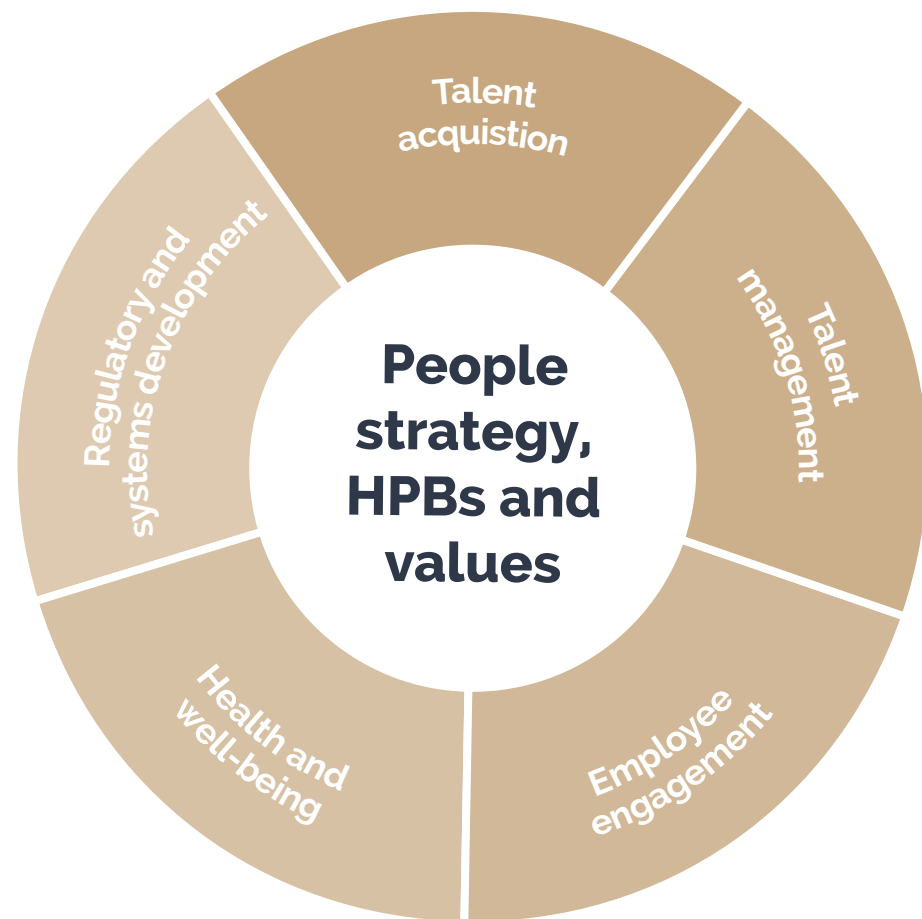 Talent
acquistion
Talent
management
Employee
engagement
Health and
well-being
Regulatory and
systems development
People
strategy,
HPBs and
values